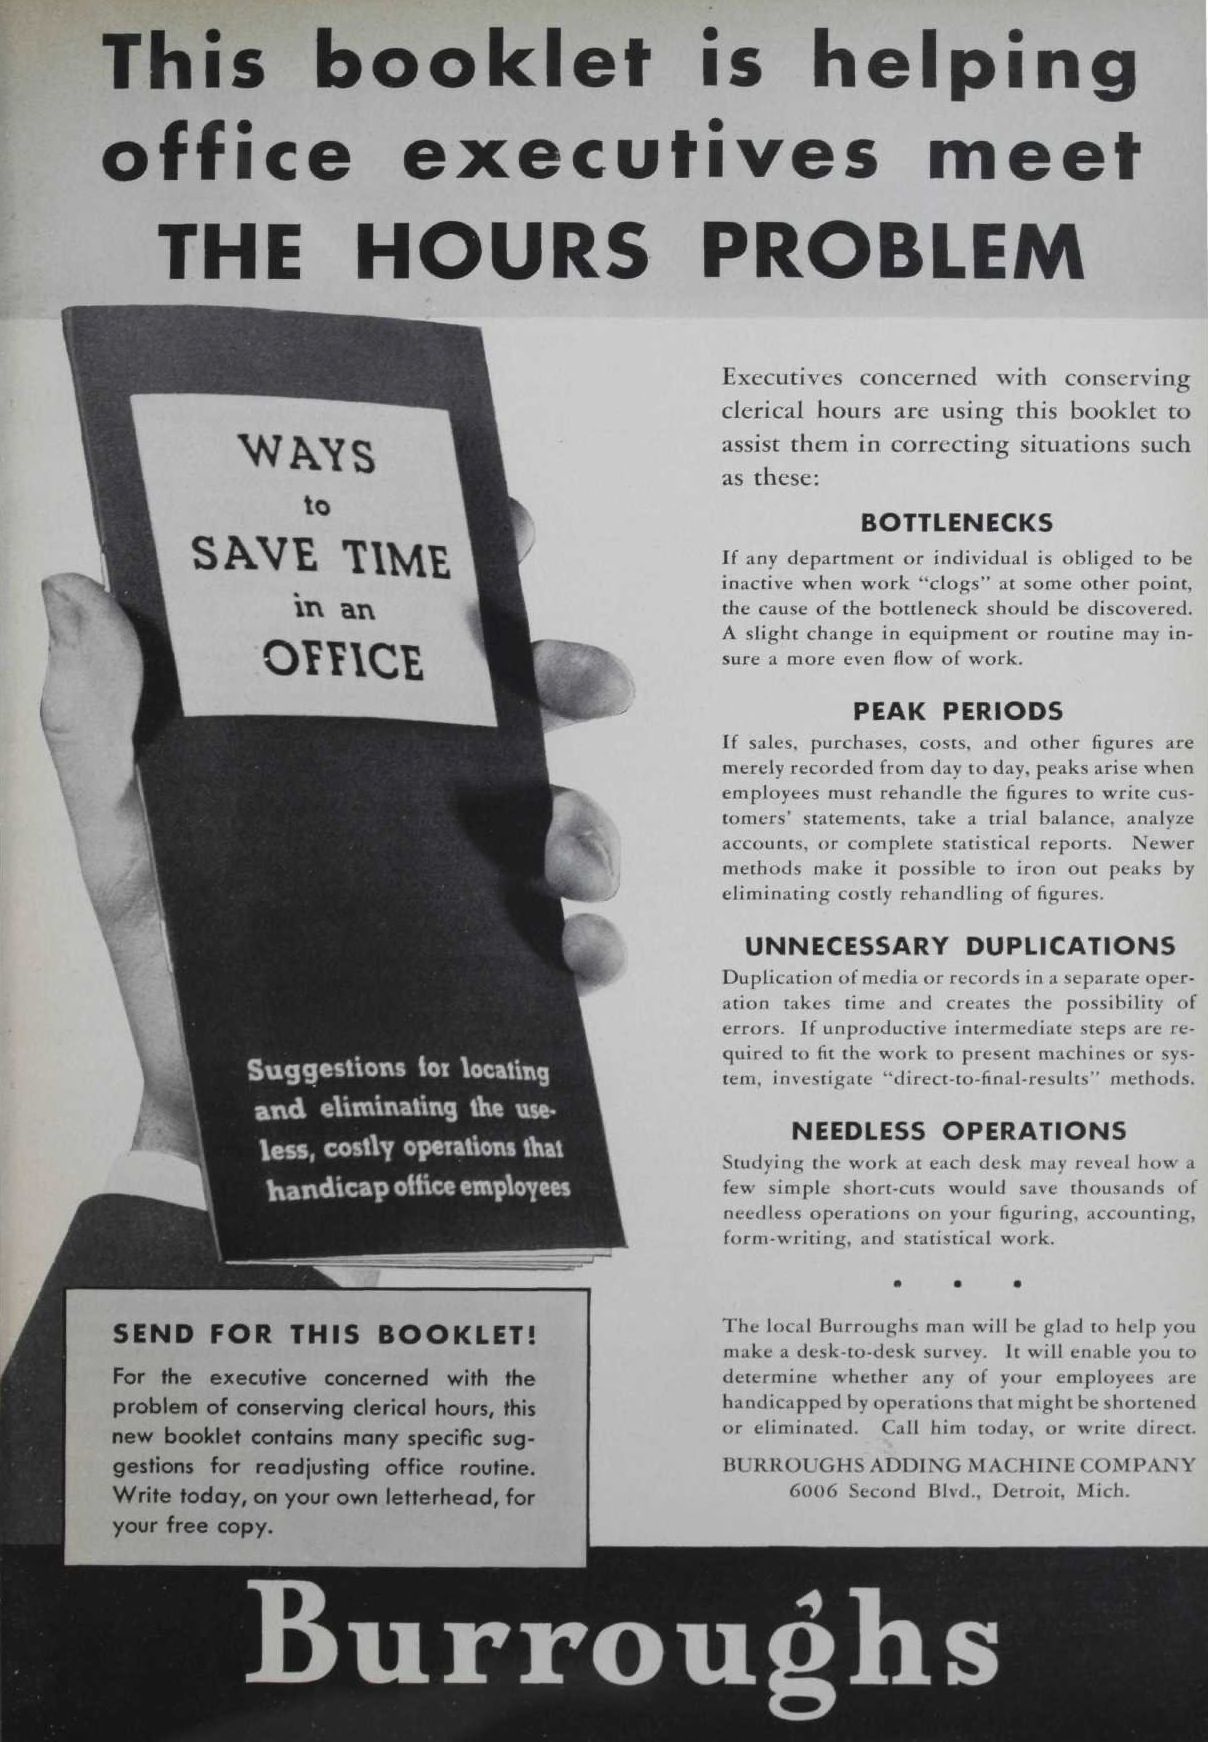 This booklet is helping
office executives meet
THE HOURS PROBLEM
WAYS
to
SAVE TIME
in an
OFFICE
Suggestions for locating
and eliminating the use-
less, costly operations that
handicap office employees
SEND FOR THIS BOOKLET!
For the executive concerned with the
problem of conserving clerical hours, this
new booklet contains many specific sug-
gestions for readjusting office routine.
Write today, on your own letterhead, for
your free copy.
Executives concerned with conserving
clerical hours are using this booklet to
assist them in correcting situations such
as these:
BOTTLENECKS
If any department or individual is obliged to be
inactive when work “clogs” at some other point,
the cause of the bottleneck should be discovered.
A slight change in equipment or routine may in-
sure a more even flow of work.
PEAK PERIODS
If sales, purchases, costs, and other figures are
merely recorded from day to day, peaks arise when
employees must rehandle the figures to write cus-
tomers’ statements, take a trial balance, analyze
accounts, or complete statistical reports. Newer
methods make it possible to iron out peaks by
eliminating costly rehandling of figures.
UNNECESSARY DUPLICATIONS
Duplication of media or records in a separate oper-
ation takes time and creates the possibility of
errors. If unproductive intermediate steps are re-
quired to fit the work to present machines or sys-
tem, investigate “direct-to-final-results” methods.
NEEDLESS OPERATIONS
Studying the work at each desk may reveal how a
few simple short-cuts would save thousands of
needless operations on your figuring, accounting,
form-writing, and statistical work.
• • •
The local Burroughs man will be glad to help you
make a desk-to-desk survey. It will enable you to
determine whether any of your employees are
handicapped by operations that might be shortened
or eliminated. Call him today, or write direct.
BURROUGHS ADDING MACHINE COMPANY
6006 Second Blvd., Detroit, Mich.
Burroughs